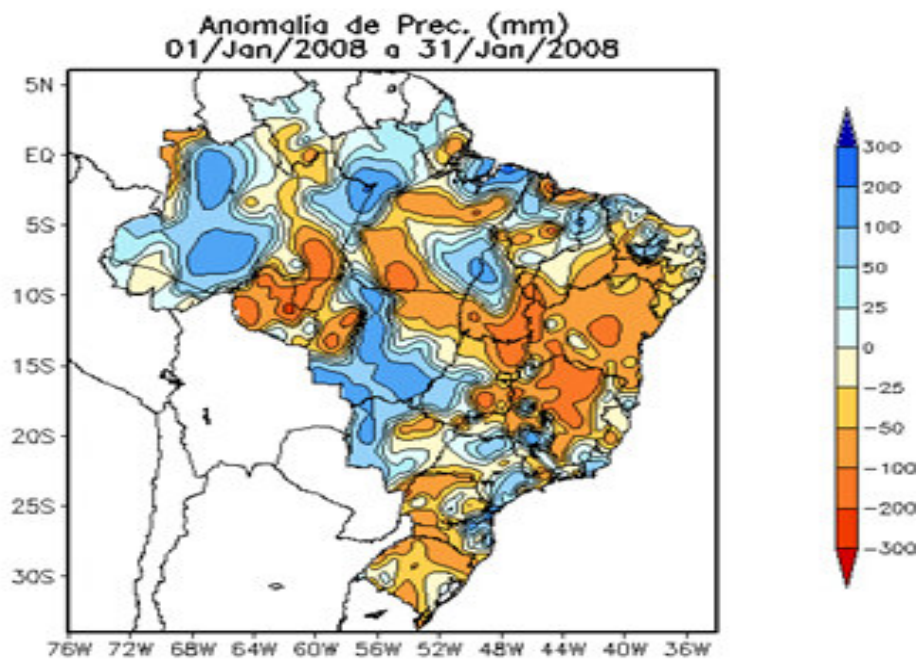 Anomalía de Prec. (mm)
01/Jan/2008 a 31/Jan/2008
5N
EQ
5S
10S
15S
20S
25S
30S
76W 72W 68W 64W 60W 56W 52W 48W 44W 40W 36W
300
200
100
50
25
0
-25
-50
-100
-200
-300